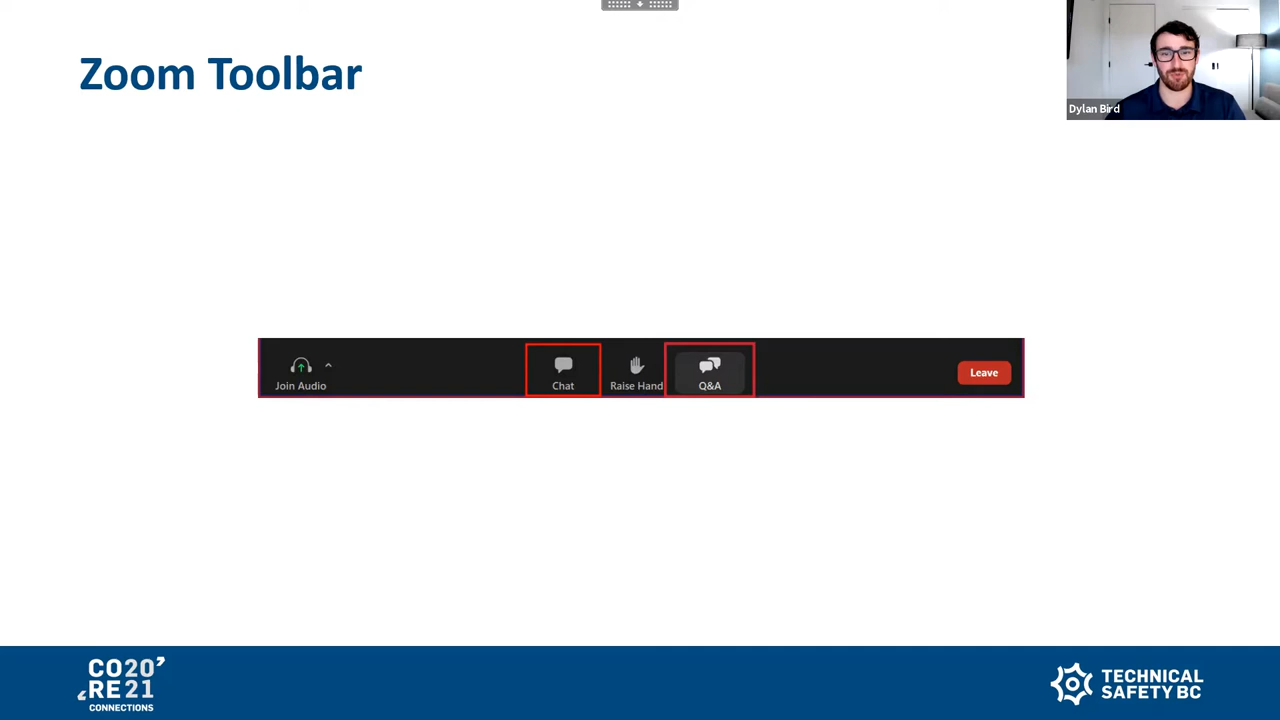 Zoom Toolbar
Dylan Bird
Join Audio
Chat
Raise Hand
Q&A
Leave
CO20
RE21
CONNECTIONS
TECHNICAL
SAFETY BC